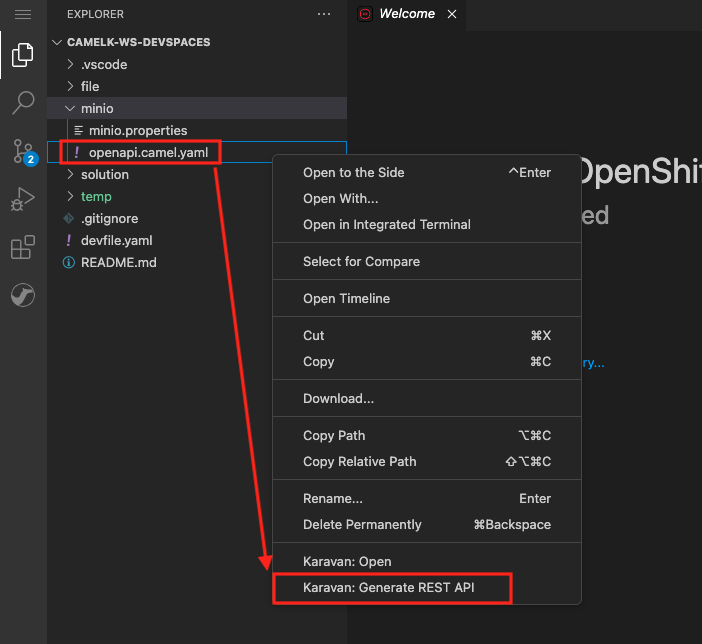 EXPLORER
Welcome
CAMELK-WS-DEVSPACES
.vscode
file
minio
minio.properties
! openapi.camel.yaml
solution
temp
.gitignore
! devfile.yaml
README.md
2
Open to the Side ^Enter
Open With...
Open in Integrated Terminal
Select for Compare
Open Timeline
Cut ⌘X
Copy ⌘C
Download...
Copy Path ⌥⌘C
Copy Relative Path ⇧⌥⌘C
Rename... Enter
Delete Permanently ⌘Backspace
Karavan: Open
Karavan: Generate REST API
OpenShif
ed
ry...